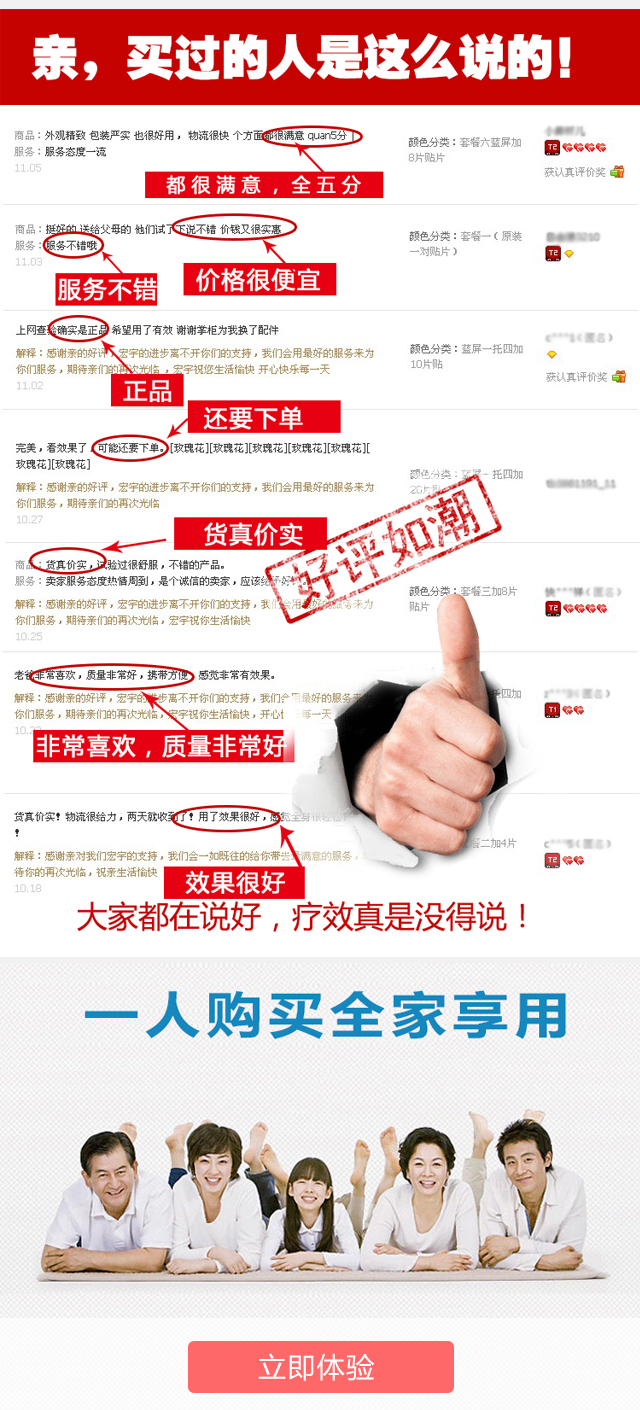 亲，买过的人是这么说的！
商品：外观精致 包装严实 也很好用， 物流很快 个方面都很满意 quan5分
服务：服务态度一流
11.05
颜色分类：套餐六蓝屏加
8片贴片
获认真评价奖
都很满意，全五分
商品：挺好的 送给父母的 他们试了下说不错 价钱又很实惠
服务：服务不错哦
11.03
颜色分类：套餐一（原装
一对贴片）
服务不错
价格很便宜
上网查验确实是正品 希望用了有效 谢谢掌柜为我换了配件
解释：感谢亲的好评，宏宇的进步离不开你们的支持，我们会用最好的服务来为
你们服务，期待亲们的再次光临，宏宇祝您生活愉快 开心快乐每一天
11.02
颜色分类：蓝屏一托四加
10片贴
获认真评价奖
正品
还要下单
完美，看效果了，可能还要下单。[玫瑰花][玫瑰花][玫瑰花][玫瑰花][玫瑰花][
玫瑰花][玫瑰花]
解释：感谢亲的好评，宏宇的进步离不开你们的支持，我们会用最好的服务来为
你们服务，期待亲们的再次光临
10.27
颜色分类：蓝屏一托四加
货真价实
好评如潮
商品：货真价实，试验过很舒服，不错的产品。
服务：卖家服务态度热情周到，是个诚信的卖家，应该给予好
解释：感谢亲的好评，宏宇的进步离不开你们的支持，我们会用最好的服务来为
你们服务，期待亲们的再次光临，宏宇祝你生活愉快
10.25
颜色分类：套餐三加8片
贴片
老爸非常喜欢，质量非常好，携带方便，感觉非常有效果。
解释：感谢亲的好评，宏宇的进步离不开你们的支持，我们会用最好的服务来为
你们服务，期待亲们的再次光临，宏宇祝你生活愉快，开心快乐每一天
一托四加
非常喜欢，质量非常好
货真价实！物流很给力，两天就收到了！用了效果很好，感觉全身很轻松
！
解释：感谢亲对我们宏宇的支持，我们会一如既往的给你带去最满意的服务，
待你的再次光临，祝亲生活愉快
10.18
餐二加4片
效果很好
大家都在说好，疗效真是没得说！
一人购买全家享用
立即体验